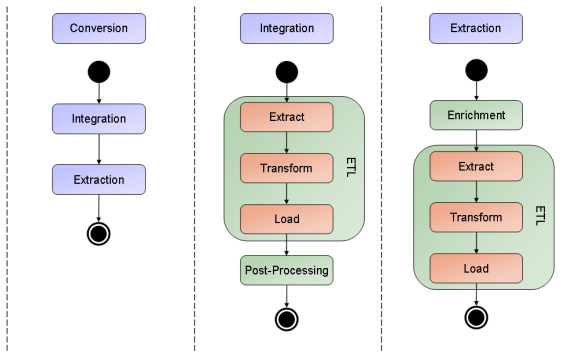 Conversion
Integration
Extraction
Integration
Extract
Transform
Load
ETL
Post-Processing
Extraction
Enrichment
Extract
Transform
Load
ETL